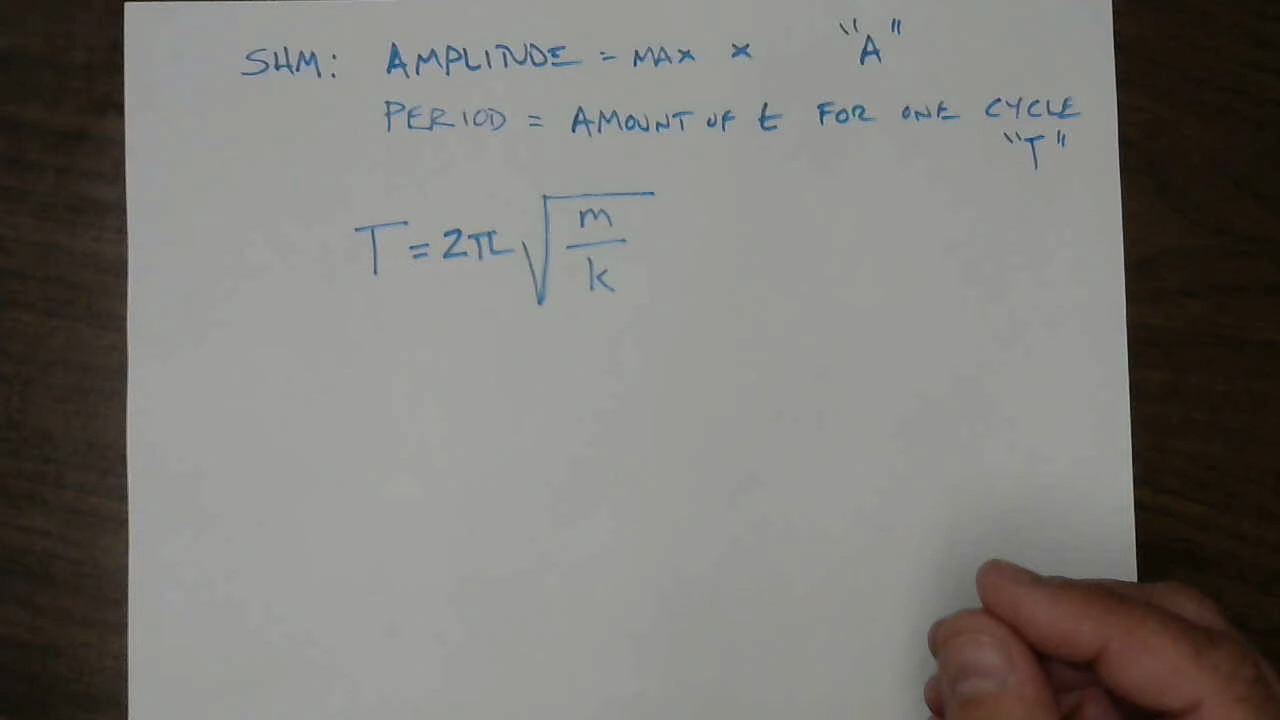 SHM: AMPLITUDE = MAX x "A"
PERIOD = AMOUNT OF t FOR ONE CYCLE
"T"
T = 2π √(m/k)